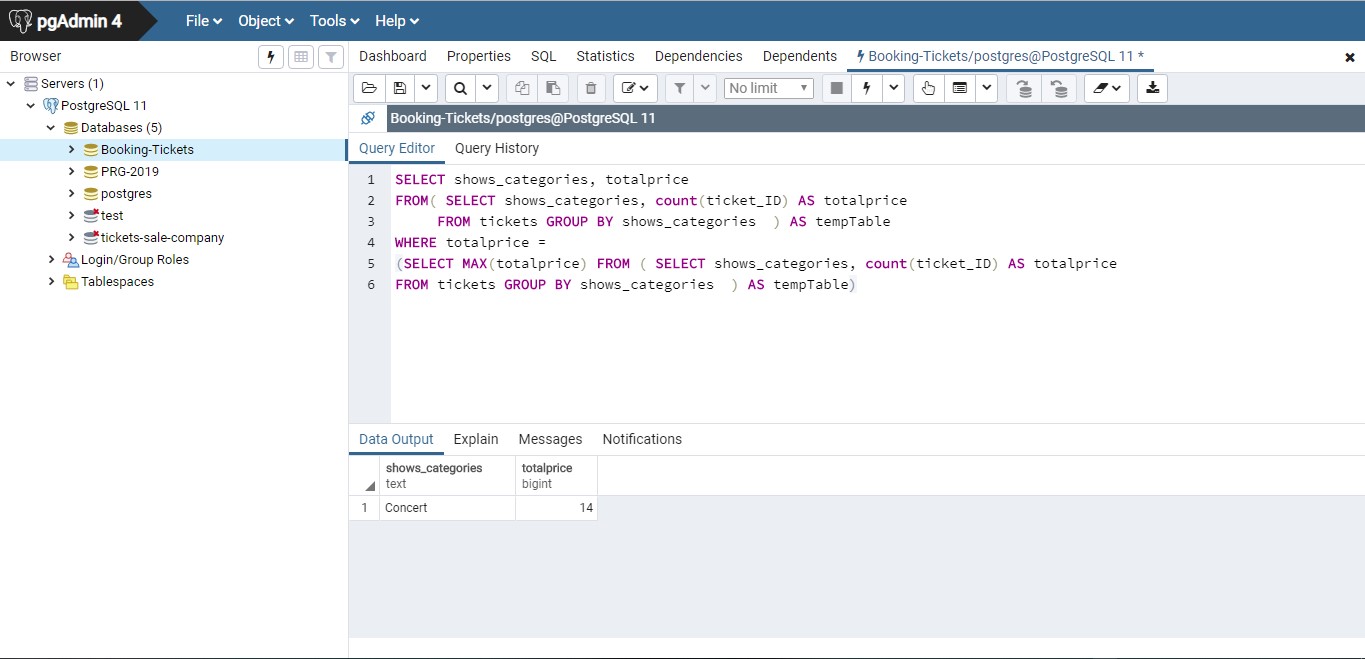 pgAdmin 4 File Object Tools Help
Browser Dashboard Properties SQL Statistics Dependencies Dependents Booking-Tickets/postgres@PostgreSQL 11 *
Servers (1)
PostgreSQL 11
Databases (5)
Booking-Tickets
PRG-2019
postgres
test
tickets-sale-company
Login/Group Roles
Tablespaces
No limit
Booking-Tickets/postgres@PostgreSQL 11
Query Editor Query History
1 SELECT shows_categories, totalprice
2 FROM( SELECT shows_categories, count(ticket_ID) AS totalprice
3 FROM tickets GROUP BY shows_categories ) AS tempTable
4 WHERE totalprice =
5 (SELECT MAX(totalprice) FROM ( SELECT shows_categories, count(ticket_ID) AS totalprice
6 FROM tickets GROUP BY shows_categories ) AS tempTable)
Data Output Explain Messages Notifications
shows_categories totalprice
text bigint
1 Concert 14